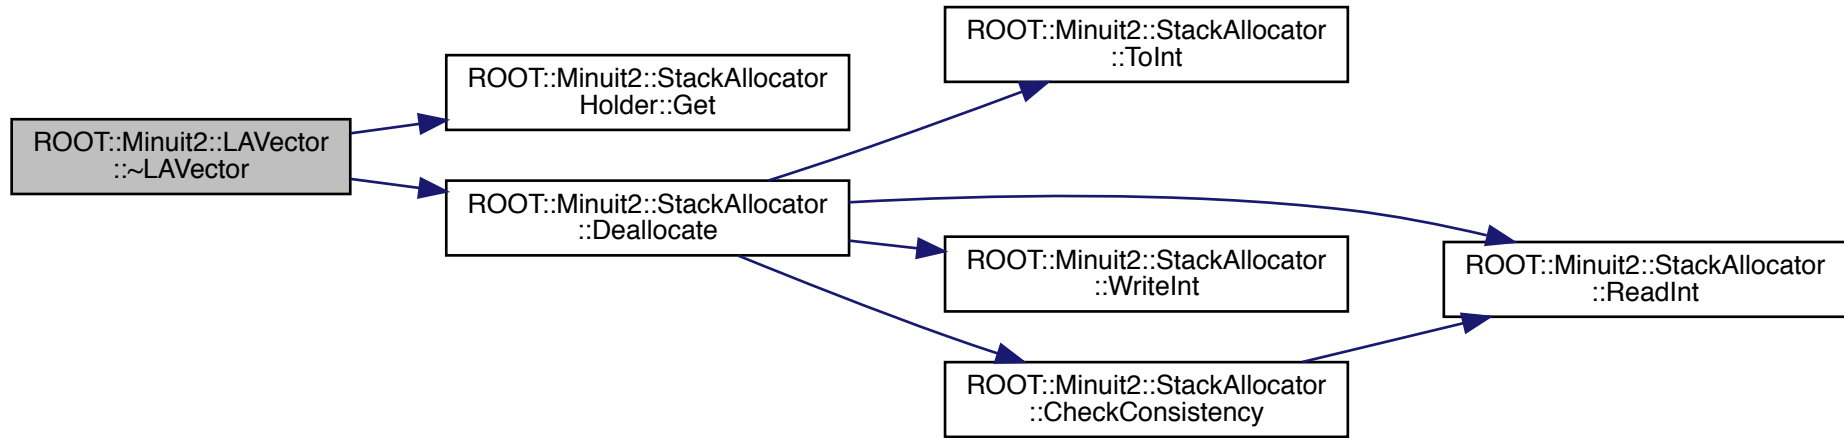 ROOT::Minuit2::LAVector
::~LAVector
ROOT::Minuit2::StackAllocator
Holder::Get
ROOT::Minuit2::StackAllocator
::Deallocate
ROOT::Minuit2::StackAllocator
::ToInt
ROOT::Minuit2::StackAllocator
::WriteInt
ROOT::Minuit2::StackAllocator
::CheckConsistency
ROOT::Minuit2::StackAllocator
::ReadInt